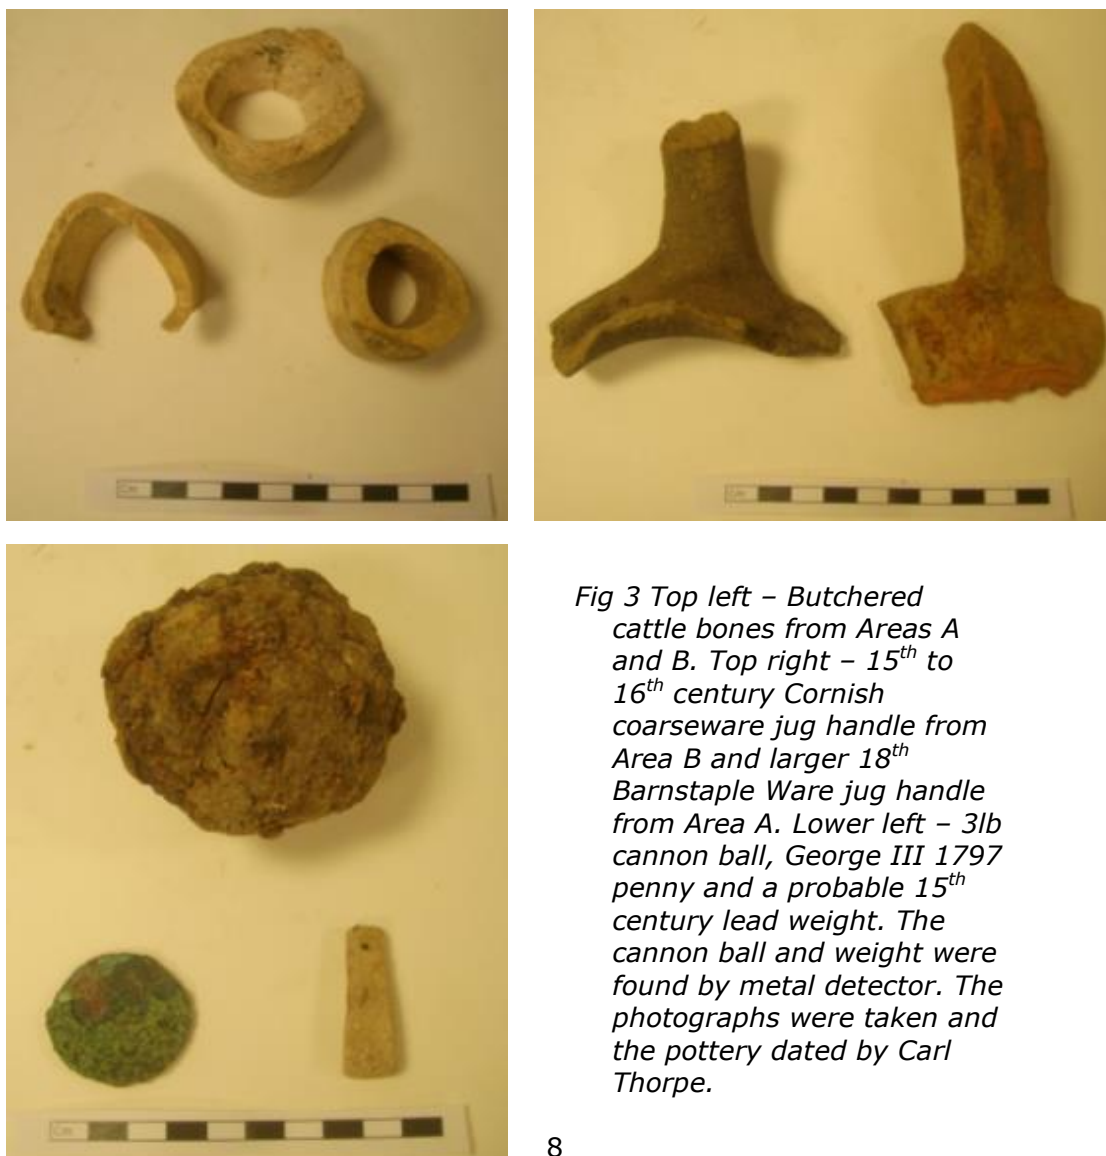 Cm
Cm
Fig 3 Top left – Butchered
cattle bones from Areas A
and B. Top right – 15th to
16th century Cornish
coarseware jug handle from
Area B and larger 18th
Barnstaple Ware jug handle
from Area A. Lower left – 3lb
cannon ball, George III 1797
penny and a probable 15th
century lead weight. The
cannon ball and weight were
found by metal detector. The
photographs were taken and
the pottery dated by Carl
Thorpe.
Cm
8